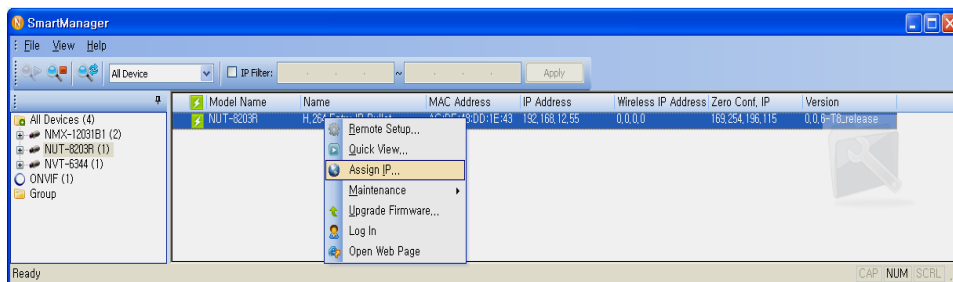 SmartManager
File View Help
All Device IP Filter: . . . ~ . . . Apply
Model Name Name MAC Address IP Address Wireless IP Address Zero Conf, IP Version
NUT-8203R H,264 192,168,12,55 0,0,0,0 169,254,196,115 0,0,6-T8_release
All Devices (4)
NMX-12031B1 (2)
NUT-8203R (1)
NVT-6344 (1)
ONVIF (1)
Group
Remote Setup...
Quick View,,,
Assign IP,,,
Maintenance
Upgrade Firmware,,,
Log In
Open Web Page
Ready CAP NUM SCRL